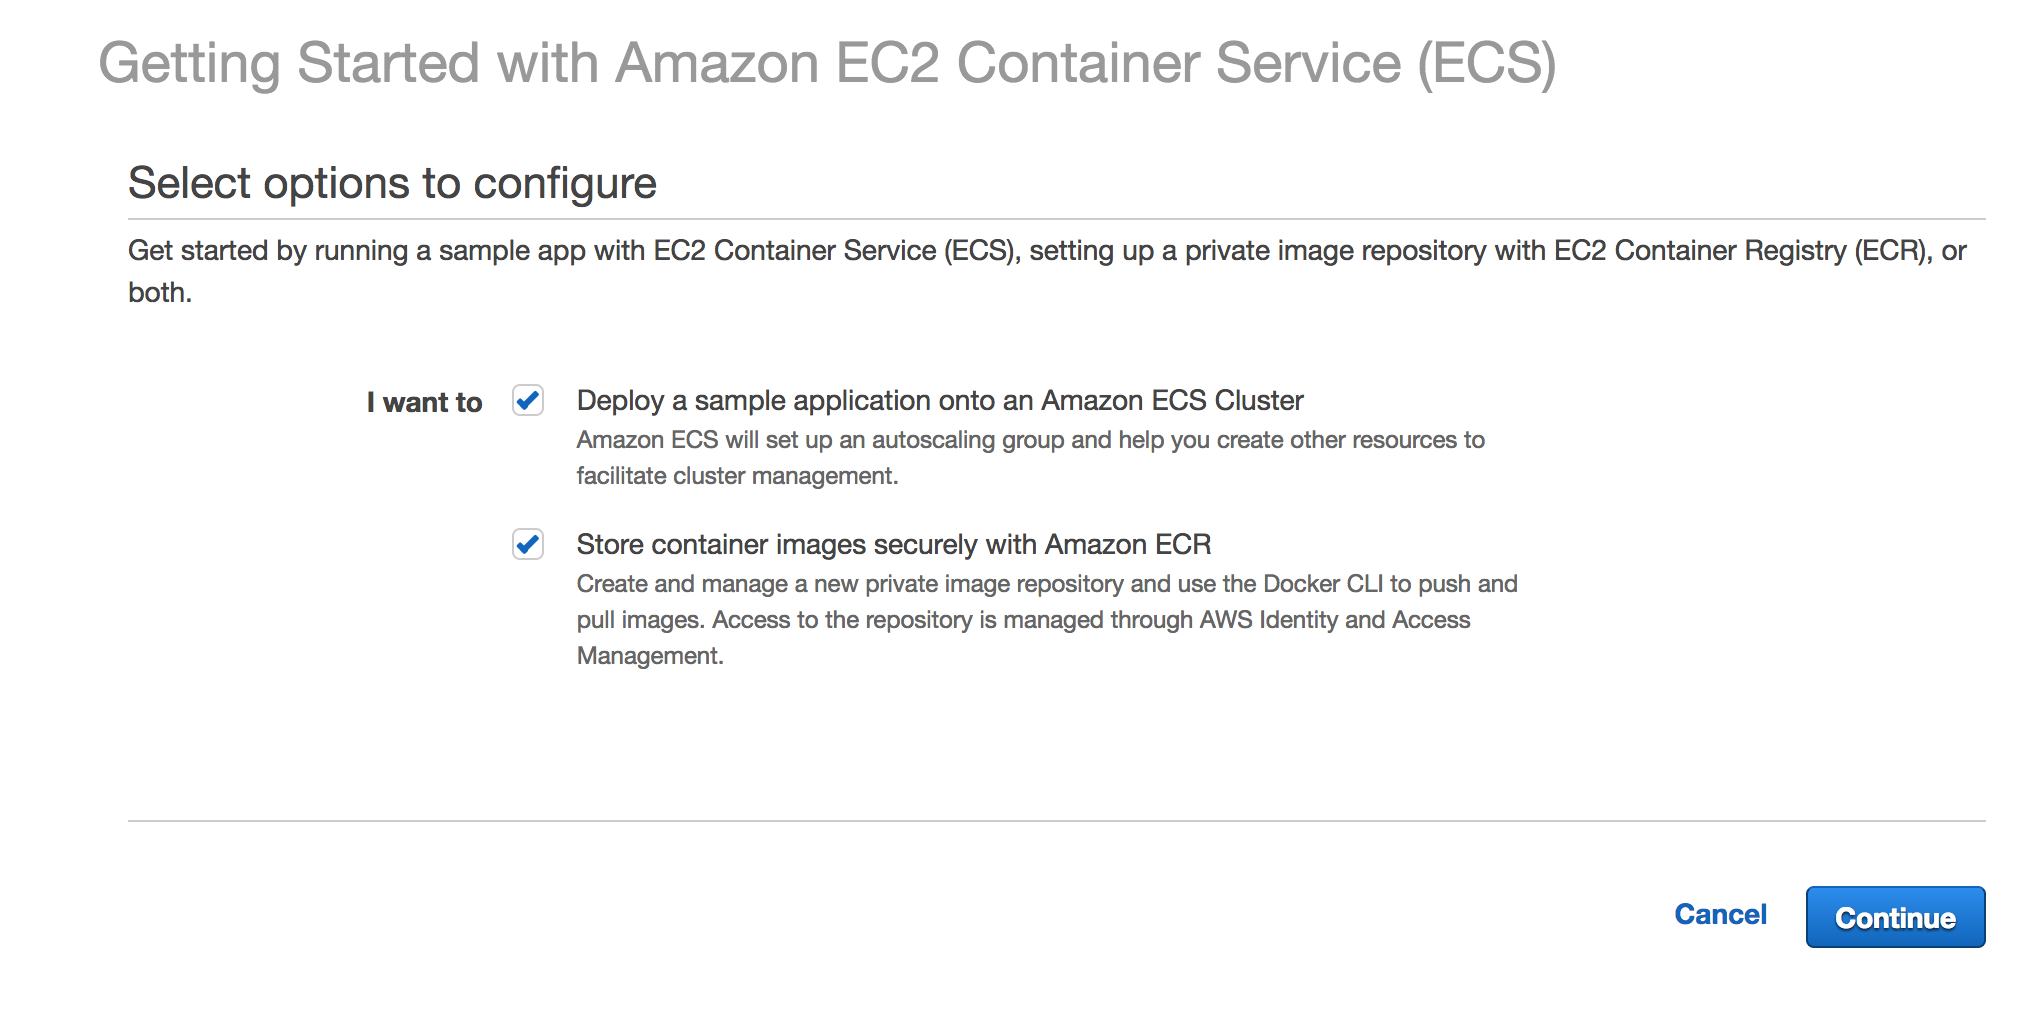 Getting Started with Amazon EC2 Container Service (ECS)
Select options to configure
Get started by running a sample app with EC2 Container Service (ECS), setting up a private image repository with EC2 Container Registry (ECR), or
both.
I want to
Deploy a sample application onto an Amazon ECS Cluster
Amazon ECS will set up an autoscaling group and help you create other resources to
facilitate cluster management.
Store container images securely with Amazon ECR
Create and manage a new private image repository and use the Docker CLI to push and
pull images. Access to the repository is managed through AWS Identity and Access
Management.
Cancel
Continue